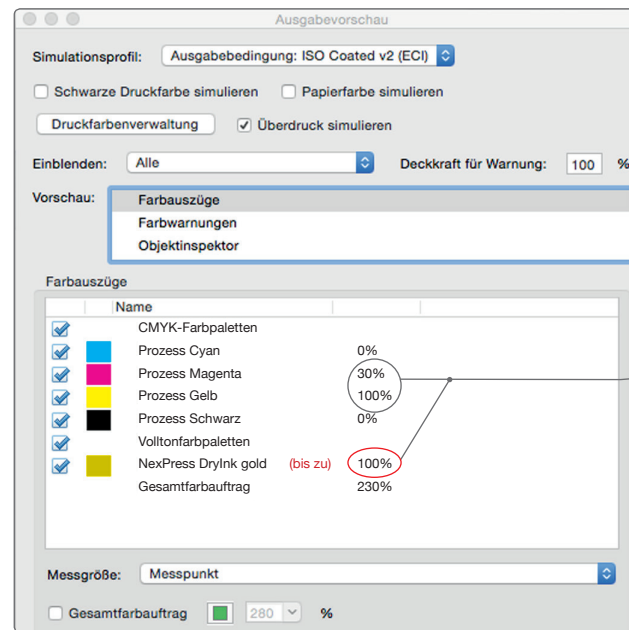 Ausgabevorschau
Simulationsprofil: Ausgabebedingung: ISO Coated v2 (ECI)
Schwarze Druckfarbe simulieren Papierfarbe simulieren
Druckfarbenverwaltung Überdruck simulieren
Einblenden: Alle Deckkraft für Warnung: 100 %
Vorschau: Farbauszüge
Farbwarnungen
Objektinspektor
Farbauszüge
Name
CMYK-Farbpaletten
Prozess Cyan 0%
Prozess Magenta 30%
Prozess Gelb 100%
Prozess Schwarz 0%
Volltonfarbpaletten
NexPress DryInk gold (bis zu) 100%
Gesamtfarbauftrag 230%
Messgröße: Messpunkt
Gesamtfarbauftrag 280 %